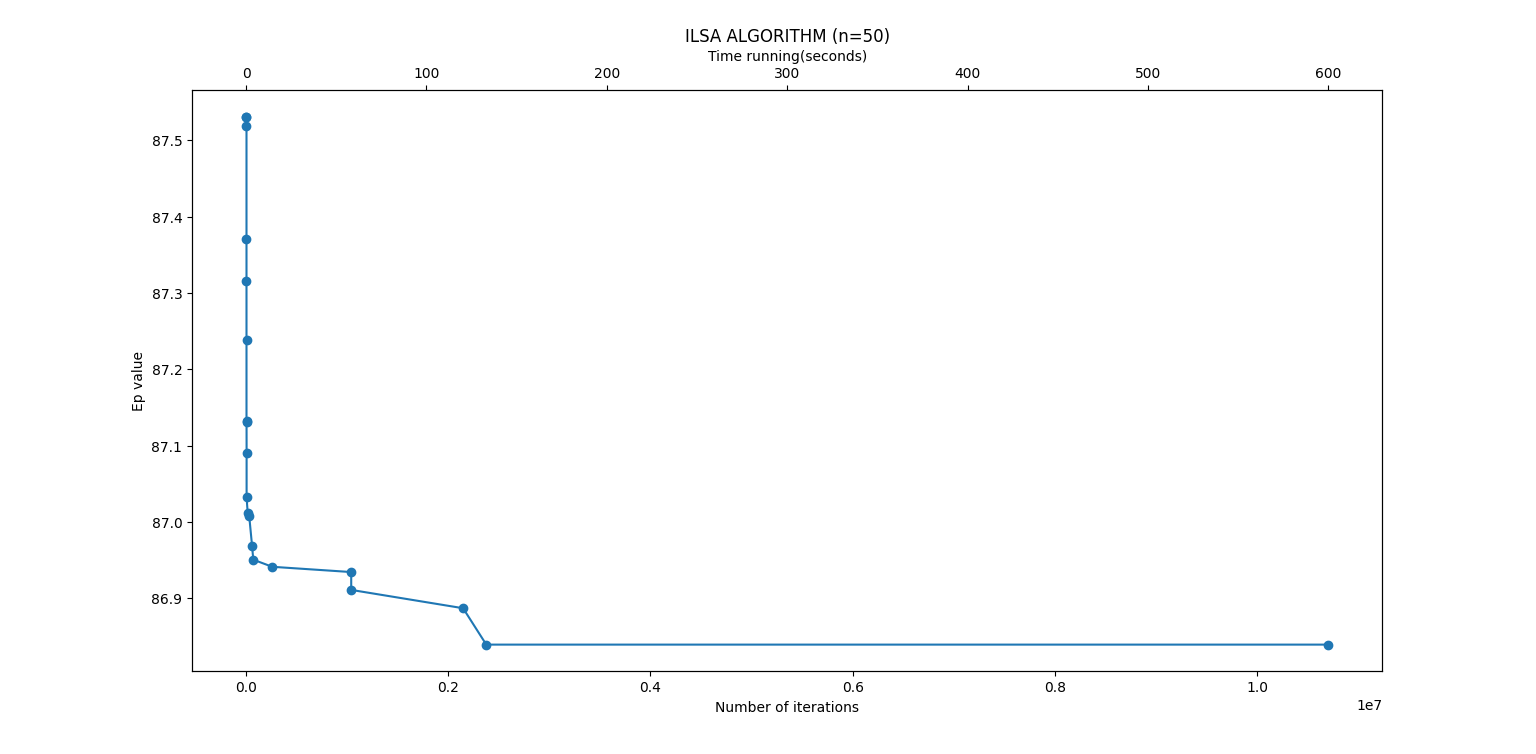 ILSA ALGORITHM (n=50)
Time running(seconds)
0 100 200 300 400 500 600
87.5
87.4
87.3
87.2
87.1
87.0
86.9
Ep value
0.0 0.2 0.4 0.6 0.8 1.0
1e7
Number of iterations